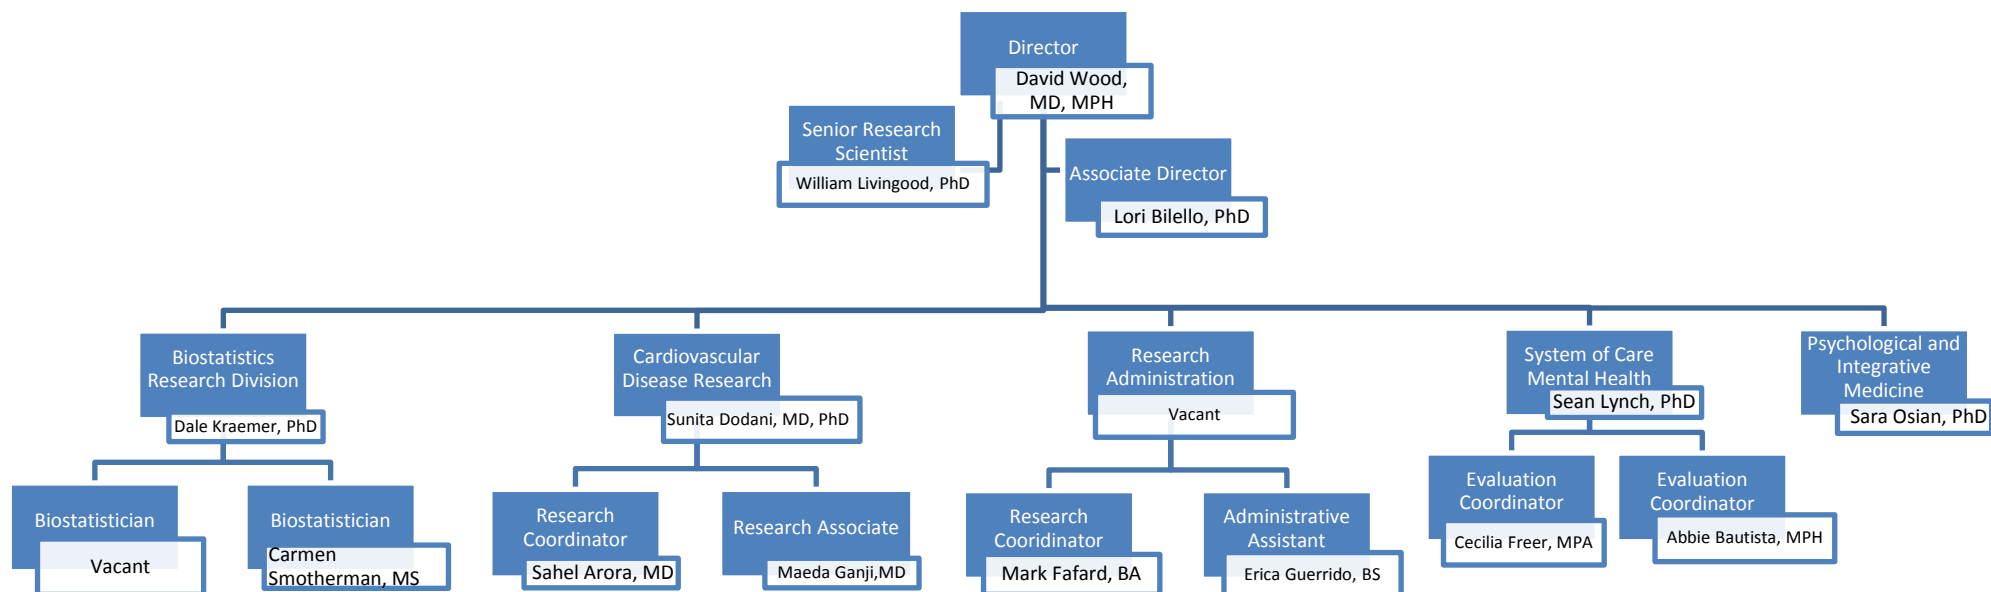 Director
David Wood,
MD, MPH
Senior Research
Scientist
William Livingood, PhD
Associate Director
Lori Bilello, PhD
Biostatistics
Research Division
Dale Kraemer, PhD
Cardiovascular
Disease Research
Sunita Dodani, MD, PhD
Research
Administration
Vacant
System of Care
Mental Health
Sean Lynch, PhD
Psychological and
Integrative
Medicine
Sara Osian, PhD
Biostatistician
Vacant
Biostatistician
Carmen
Smotherman, MS
Research
Coordinator
Sahel Arora, MD
Research Associate
Maeda Ganji,MD
Research
Cooridinator
Mark Fafard, BA
Administrative
Assistant
Erica Guerrido, BS
Evaluation
Coordinator
Cecilia Freer, MPA
Evaluation
Coordinator
Abbie Bautista, MPH